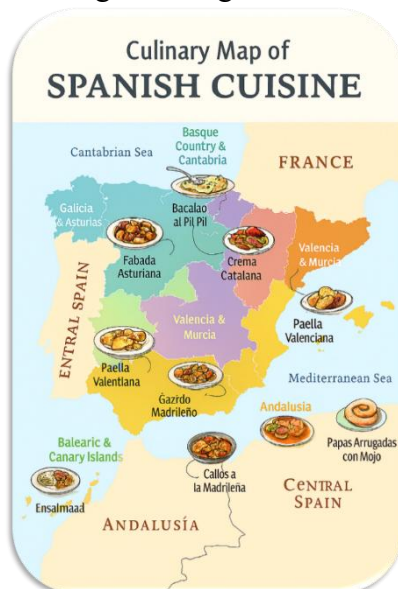 Culinary Map of
SPANISH CUISINE
Basque
Country &
Cantabria
Cantabrian Sea
FRANCE
Galicia
& Asturias
Bacalao
al Pil Pil
Fabada
Asturiana
Crema
Catalana
Valencia
& Murcia
ENTRAL SPAIN
Valencia &
Murcia
Paella
Valenciana
Paella
Valentiana
Gazrdo
Madrileño
Mediterranean Sea
Andalusia
Balearic &
Canary Islands
Papas Arrugadas
con Mojo
Callos a
la Madrileña
Ensalmaad
CENTRAL
SPAIN
ANDALUSÍA